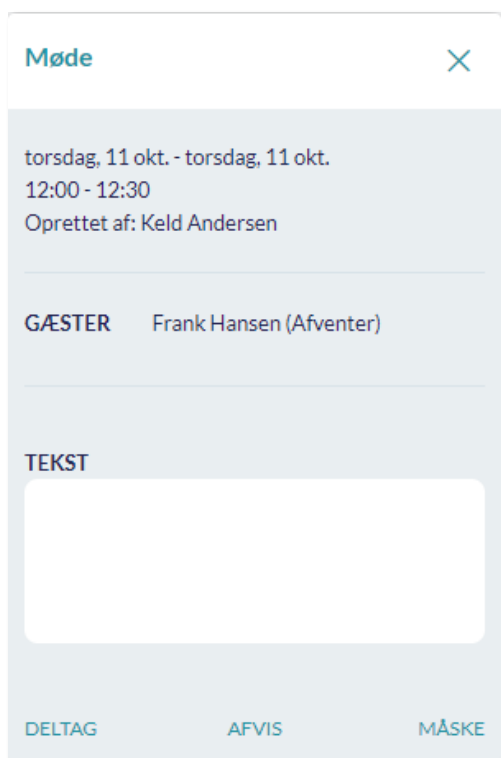 Møde
torsdag, 11 okt. - torsdag, 11 okt.
12:00 - 12:30
Oprettet af: Keld Andersen
GÆSTER Frank Hansen (Afventer)
TEKST
DELTAG AFVIS MÅSKE